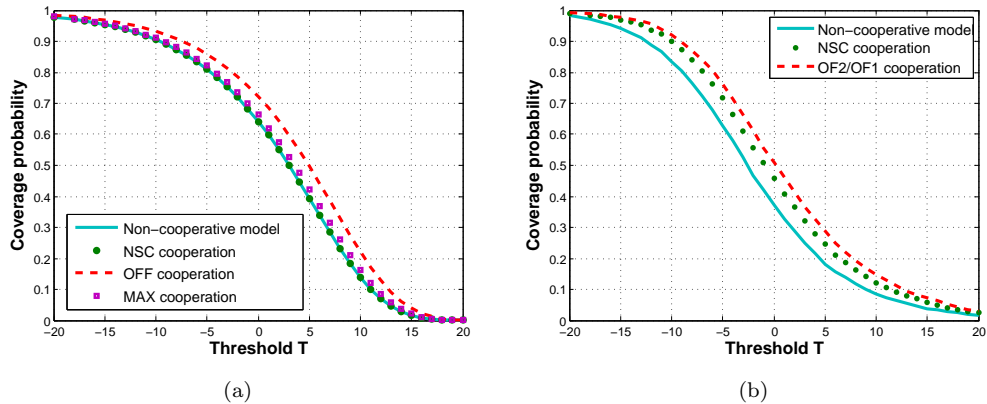 1
0.9
0.8
0.7
0.6
0.5
0.4
0.3
0.2
0.1
0
Coverage probability
Non−cooperative model
NSC cooperation
OFF cooperation
MAX cooperation
−20 −15 −10 −5 0 5 10 15 20
Threshold T
(a)
1
0.9
0.8
0.7
0.6
0.5
0.4
0.3
0.2
0.1
0
Coverage probability
Non−cooperative model
NSC cooperation
OF2/OF1 cooperation
−20 −15 −10 −5 0 5 10 15 20
Threshold T
(b)